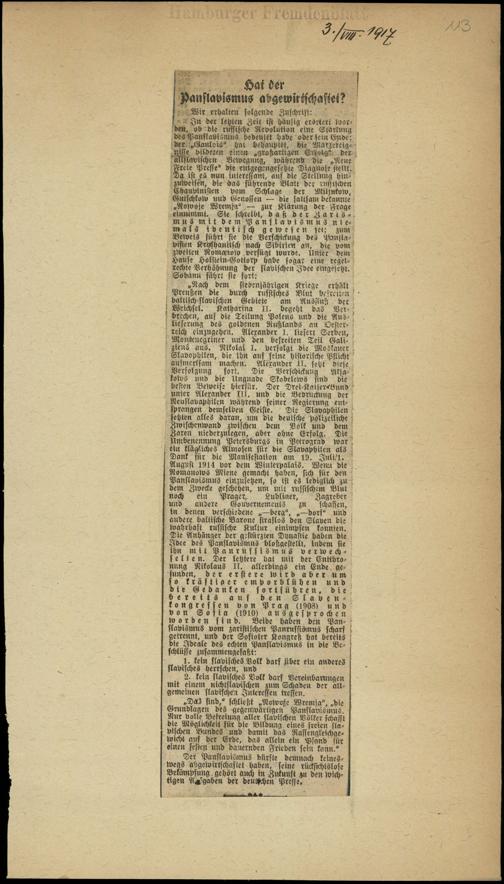 Hamburger Fremdenblatt
3./VIII. 1917
113
Hat der
Panslavismus abgewirtschaftet?
Wir erhalten folgende Zuschrift:
In der letzten Zeit ist häufig erörtert wor-
den, ob die russische Revolution eine Stärkung
des Panslavismus bedeutet habe oder sein Ende;
der „Gaulois" hat behauptet, die Märzereig-
nisse bildeten einen „großartigen Erfolg" der
allslavischen Bewegung, während die „Neue
Freie Presse" die entgegengesetzte Diagnose stellt.
Da ist es nun interessant, auf die Stellung hin-
zuweisen, die das führende Blatt der russischen
Chauvinisten vom Schlage der Miljukow,
Gutschkow und Genossen — die sattsam bekannte
„Nowoje Wremja" — zur Klärung der Frage
einnimmt. Sie schreibt, daß der Zaris-
mus mit dem Panslavismus nie-
mals identisch gewesen sei; zum
Beweis führt sie die Verschickung des Pansla-
visten Kryshanitsch nach Sibirien an, die vom
zweiten Romanow verfügt wurde. Unter dem
Hause Holstein-Gottorp habe sogar eine regel-
rechte Verhöhnung der slavischen Idee eingesetzt.
Sodann führt sie fort:
„Nach dem siebenjährigen Kriege erhält
Preußen die durch russisches Blut befreiten
baltisch-slavischen Gebiete am Ausfluß der
Weichsel. Katharina II. begeht das Ver-
brechen, auf die Teilung Polens und die Aus-
lieferung des goldenen Rußlands an Oester-
reich einzugehen. Alexander I. liefert Serben,
Montenegriner und den befreiten Teil Gali-
ziens aus, Nikolai I. verfolgt die Moskauer
Slavophilen, die ihn auf seine historische Pflicht
aufmerksam machen. Alexander II. setzt diese
Verfolgung fort. Die Verschickung Aksa-
kows und die Ungnade Skobelews sind die
besten Beweise hierfür. Der Drei-Kaiser-Bund
unter Alexander III. und die Bedrückung der
Neuslavophilen während seiner Regierung ent-
sprangen demselben Geiste. Die Slavophilen
setzten alles daran, um die deutsche polizeiliche
Zwischenwand zwischen dem Volk und dem
Zaren niederzulegen, aber ohne Erfolg. Die
Umbenennung Petersburgs in Petrograd war
ein klägliches Almosen für die Slavophilen als
Dank für die Manifestation am 19. Juli/1.
August 1914 vor dem Winterpalais. Wenn die
Romanows Miene gemacht haben, sich für den
Panslavismus einzusetzen, so ist es lediglich zu
dem Zwecke geschehen, um mit russischem Blut
noch ein Prager, Lubliner, Zagreber
und andere Gouvernements zu schaffen,
in denen verschiedene „—berg", „—dorf" und
andere baltische Barone straflos den Slaven die
wahrhaft russische Kultur einimpfen konnten.
Die Anhänger der gestürzten Dynastie haben die
Idee des Panslavismus bloßgestellt, indem sie
ihn mit Panrussismus verwech-
selten. Der letztere hat mit der Entthro-
nung Nikolaus II. allerdings ein Ende ge-
funden, der erstere wird aber um
so kräftiger emporblühen und
die Gedanken fortführen, die
bereits auf den Slaven-
kongressen von Prag (1908) und
von Sofia (1910) ausgesprochen
worden sind. Beide haben den Pan-
slavismus vom zaristischen Panrussismus scharf
getrennt, und der Sofioter Kongreß hat bereits
die Ideale des echten Panslavismus in die Be-
schlüsse zusammengefaßt:
1. kein slavisches Volk darf über ein anderes
slavisches herrschen, und
2. kein slavisches Volk darf Vereinbarungen
mit einem nichtslavischen zum Schaden der all-
gemeinen slavischen Interessen treffen.
„Das sind," schließt „Nowoje Wremja", „die
Grundlagen des gegenwärtigen Panslavismus.
Nur volle Befreiung aller slavischen Völker schafft
die Möglichkeit für die Bildung eines freien sla-
vischen Bundes und damit das Rassengleichge-
wicht auf der Erde, das allein ein Pfand für
einen festen und dauernden Frieden sein kann."
Der Panslavismus dürfte demnach keines-
wegs abgewirtschaftet haben, seine rücksichtslose
Bekämpfung gehört auch in Zukunft zu den wich-
tigen Aufgaben der deutschen Presse.